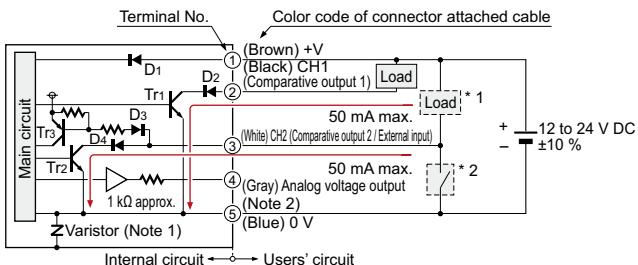 Terminal No.
Color code of connector attached cable
Main circuit
D1
1
(Brown) +V
(Black) CH1
(Comparative output 1)
D2
2
Tr1
Load
Load
* 1
50 mA max.
Tr3
D3
D4
3
(White) CH2 (Comparative output 2 / External input)
+
−
12 to 24 V DC
±10 %
Tr2
50 mA max.
* 2
4
(Gray) Analog voltage output
1 kΩ approx.
(Note 2)
5
(Blue) 0 V
Varistor (Note 1)
Internal circuit
Users' circuit